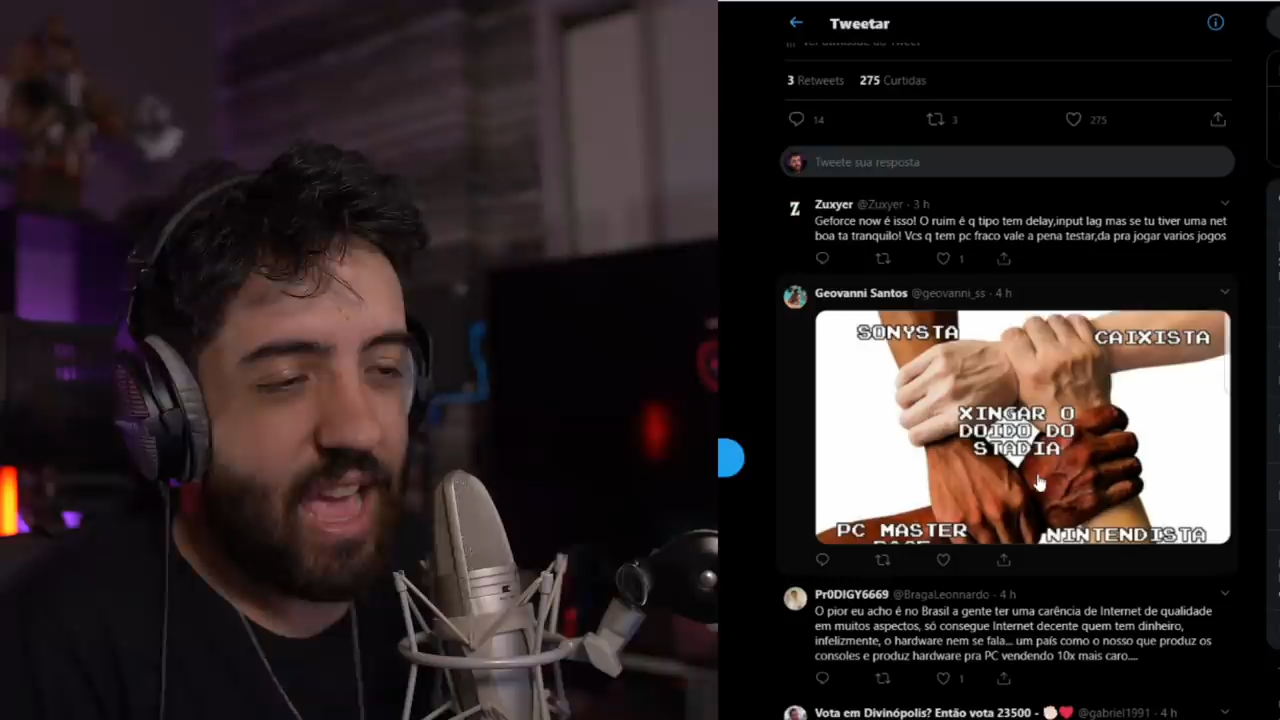 Tweetar
3 Retweets 275 Curtidas
14 3 275
Tweete sua resposta
Z
Zuxyer @Zuxyer · 3 h
Geforce now é isso! O ruim é q tipo tem delay,input lag mas se tu tiver uma net
boa ta tranquilo! Vcs q tem pc fraco vale a pena testar,da pra jogar varios jogos
1
Geovanni Santos @geovanni_ss · 4 h
SONYSTA
CAIXISTA
XINGAR O
DOIDO DO
STADIA
PC MASTER
NINTENDISTA
Pr0DIGY6669 @BragaLeonnardo · 4 h
O pior eu acho é no Brasil a gente ter uma carência de Internet de qualidade
em muitos aspectos, só consegue Internet decente quem tem dinheiro,
infelizmente, o hardware nem se fala... um país como o nosso que produz os
consoles e produz hardware pra PC vendendo 10x mais caro....
1
Vota em Divinópolis? Então vota 23500 - @gabriel1991 · 4 h